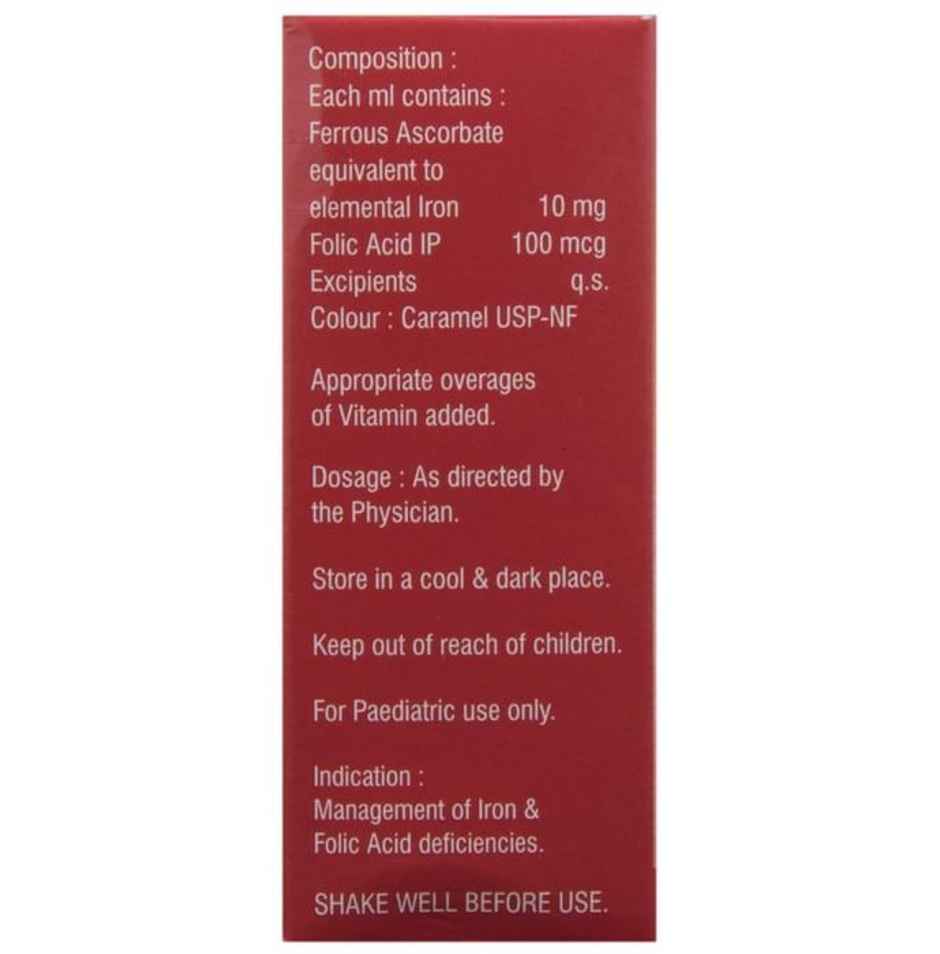 Composition :
Each ml contains :
Ferrous Ascorbate
equivalent to
elemental Iron 10 mg
Folic Acid IP 100 mcg
Excipients q.s.
Colour : Caramel USP-NF
Appropriate overages
of Vitamin added.
Dosage : As directed by
the Physician.
Store in a cool & dark place.
Keep out of reach of children.
For Paediatric use only.
Indication :
Management of Iron &
Folic Acid deficiencies.
SHAKE WELL BEFORE USE.